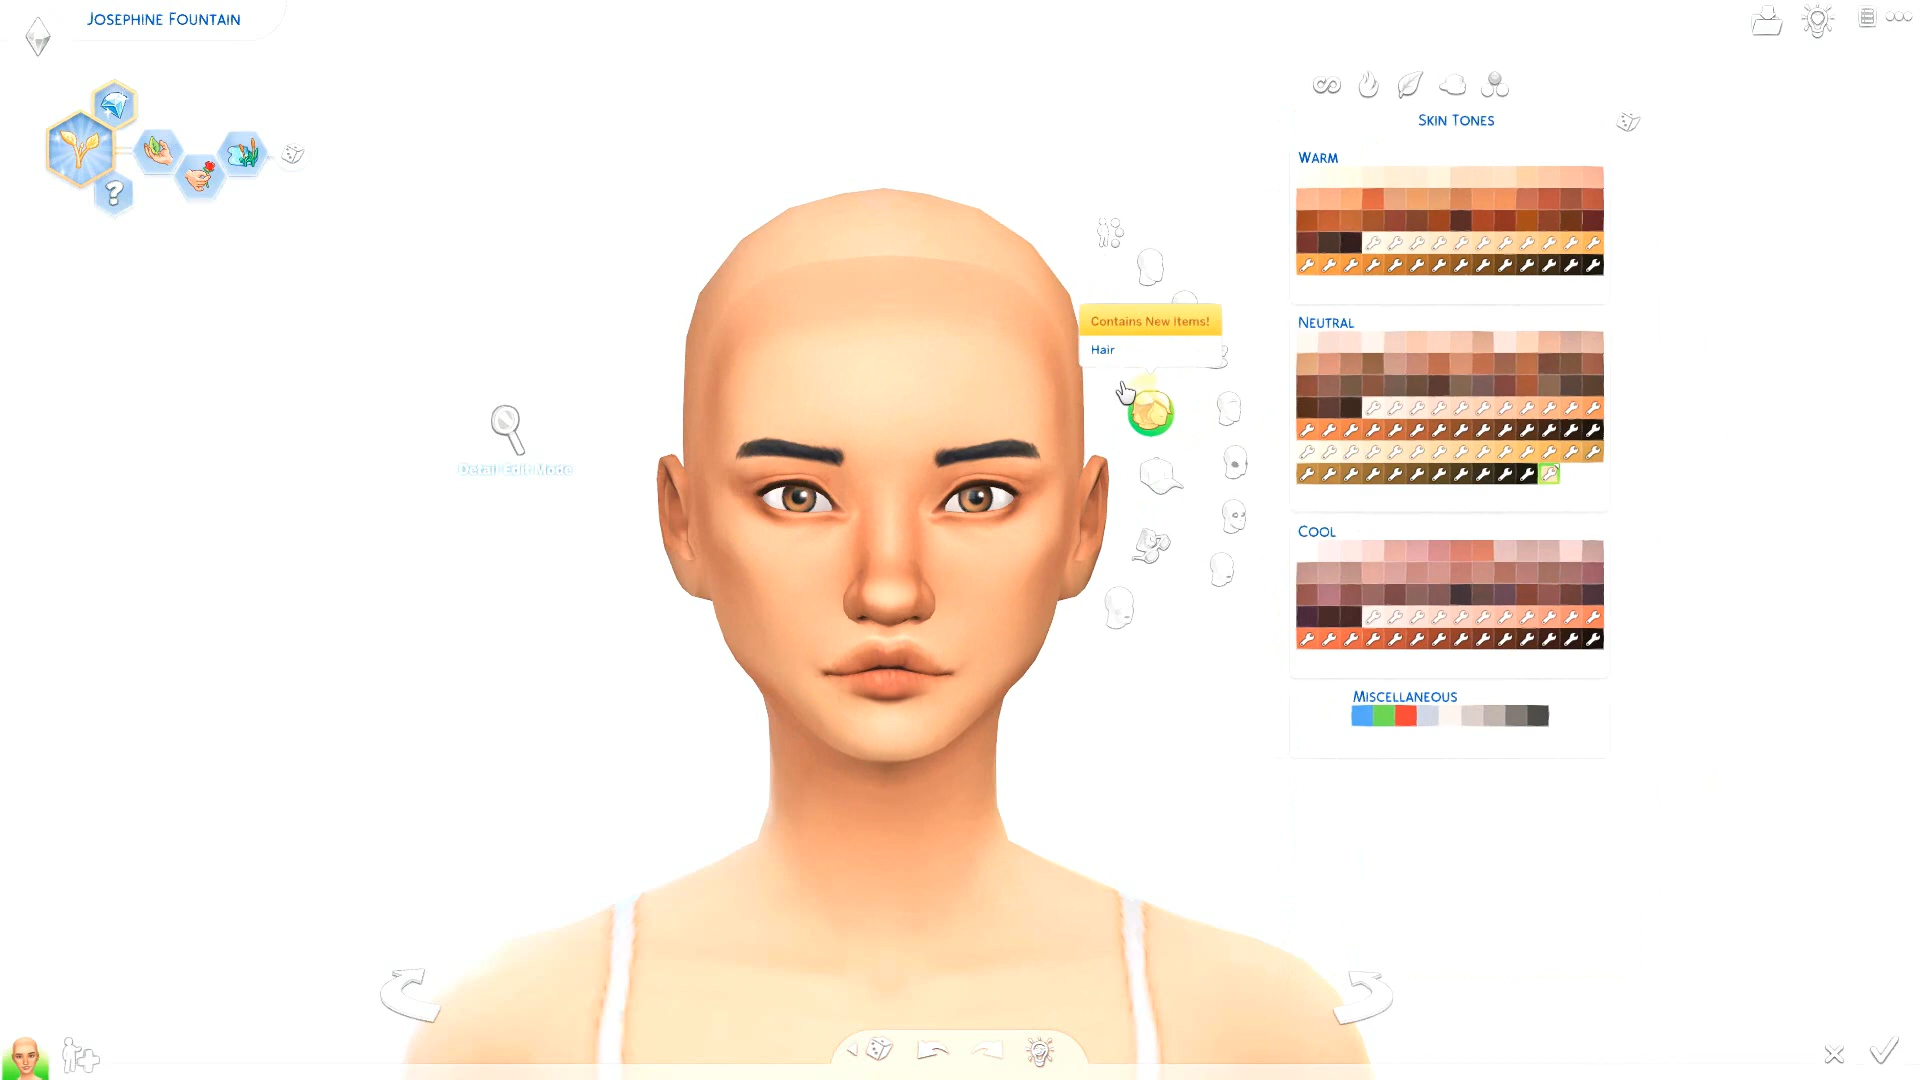 Josephine Fountain
Skin Tones
Warm
Contains New Items!
Hair
Neutral
Detail Edit Mode
Cool
Miscellaneous